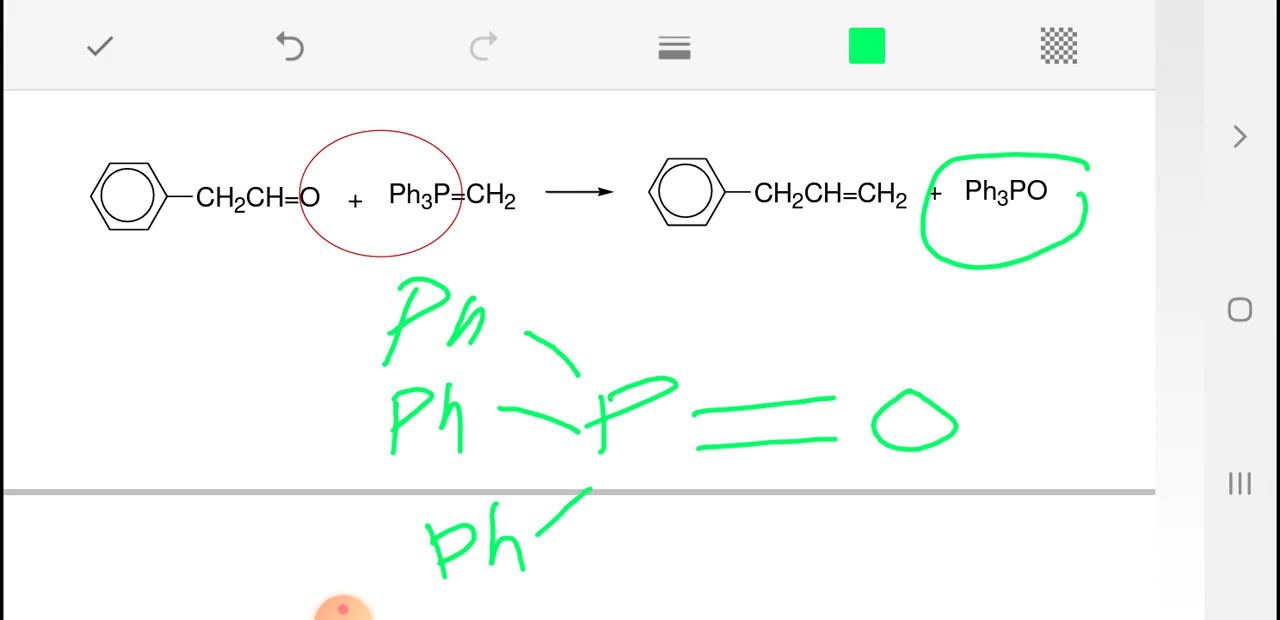 CH₂CH=O + Ph₃P=CH₂ ⟶ CH₂CH=CH₂ + Ph₃PO
Ph
Ph P = O
Ph